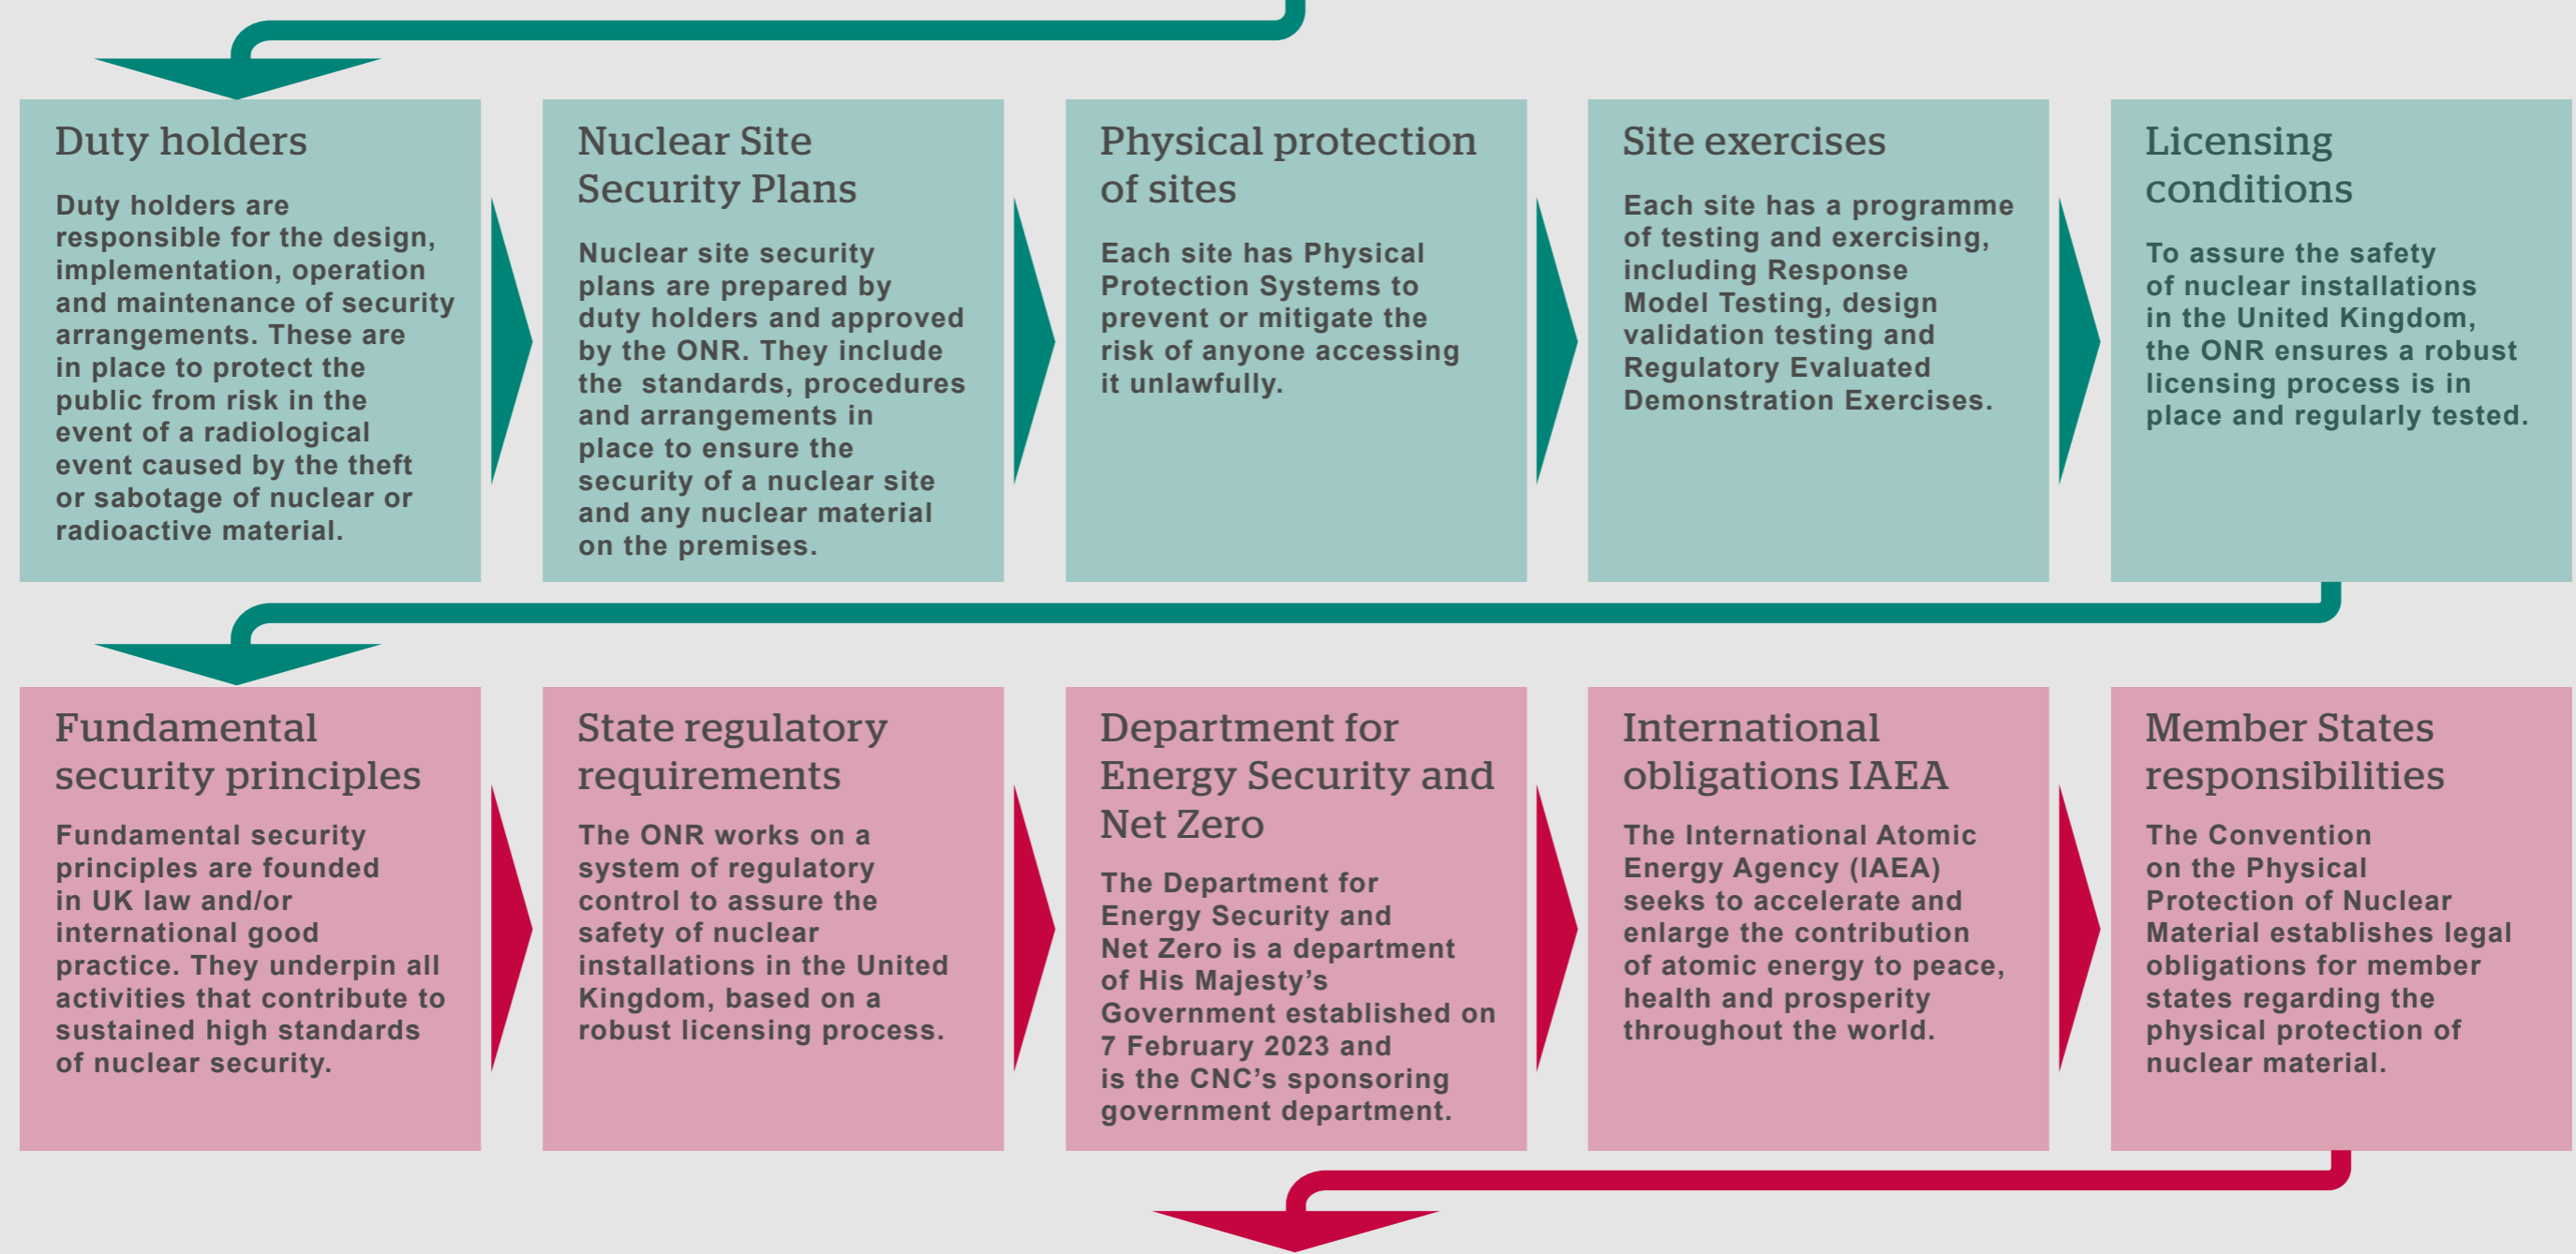 Duty holders
Duty holders are
responsible for the design,
implementation, operation
and maintenance of security
arrangements. These are
in place to protect the
public from risk in the
event of a radiological
event caused by the theft
or sabotage of nuclear or
radioactive material.
Nuclear Site
Security Plans
Nuclear site security
plans are prepared by
duty holders and approved
by the ONR. They include
the  standards, procedures
and arrangements in
place to ensure the
security of a nuclear site
and any nuclear material
on the premises.
Physical protection
of sites
Each site has Physical
Protection Systems to
prevent or mitigate the
risk of anyone accessing
it unlawfully.
Site exercises
Each site has a programme
of testing and exercising,
including Response
Model Testing, design
validation testing and
Regulatory Evaluated
Demonstration Exercises.
Licensing
conditions
To assure the safety
of nuclear installations
in the United Kingdom,
the ONR ensures a robust
licensing process is in
place and regularly tested.
Fundamental
security principles
Fundamental security
principles are founded
in UK law and/or
international good
practice. They underpin all
activities that contribute to
sustained high standards
of nuclear security.
State regulatory
requirements
The ONR works on a
system of regulatory
control to assure the
safety of nuclear
installations in the United
Kingdom, based on a
robust licensing process.
Department for
Energy Security and
Net Zero
The Department for
Energy Security and
Net Zero is a department
of His Majesty’s
Government established on
7 February 2023 and
is the CNC’s sponsoring
government department.
International
obligations IAEA
The International Atomic
Energy Agency (IAEA)
seeks to accelerate and
enlarge the contribution
of atomic energy to peace,
health and prosperity
throughout the world.
Member States
responsibilities
The Convention
on the Physical
Protection of Nuclear
Material establishes legal
obligations for member
states regarding the
physical protection of
nuclear material.